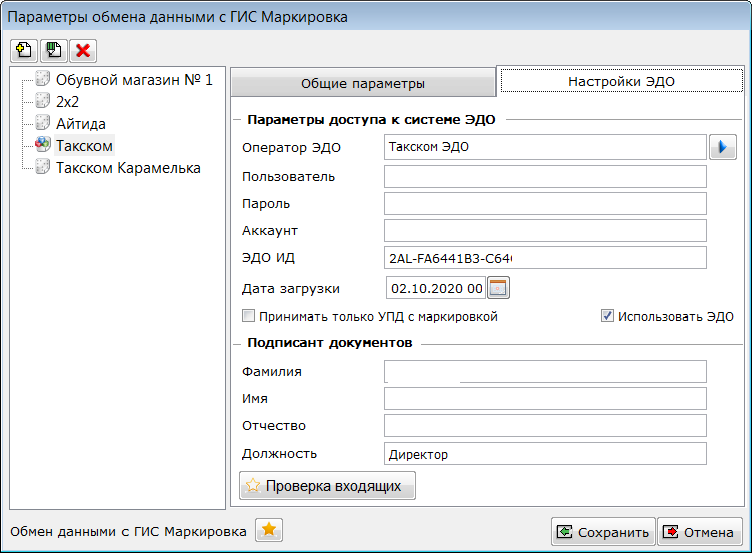 Параметры обмена данными с ГИС Маркировка
Обувной магазин № 1
2x2
Айтида
Такском
Такском Карамелька
Общие параметры
Настройки ЭДО
Параметры доступа к системе ЭДО
Оператор ЭДО
Такском ЭДО
Пользователь
Пароль
Аккаунт
ЭДО ИД
2AL-FA6441B3-C64
Дата загрузки
02.10.2020 00
Принимать только УПД с маркировкой
Использовать ЭДО
Подписант документов
Фамилия
Имя
Отчество
Должность
Директор
Проверка входящих
Обмен данными с ГИС Маркировка
Сохранить
Отмена